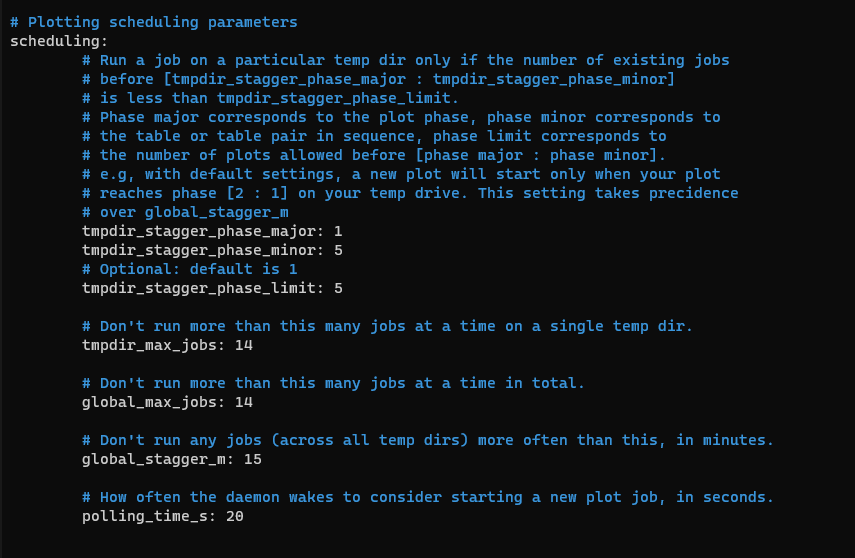 # Plotting scheduling parameters
scheduling:
# Run a job on a particular temp dir only if the number of existing jobs
# before [tmpdir_stagger_phase_major : tmpdir_stagger_phase_minor]
# is less than tmpdir_stagger_phase_limit.
# Phase major corresponds to the plot phase, phase minor corresponds to
# the table or table pair in sequence, phase limit corresponds to
# the number of plots allowed before [phase major : phase minor].
# e.g, with default settings, a new plot will start only when your plot
# reaches phase [2 : 1] on your temp drive. This setting takes precidence
# over global_stagger_m
tmpdir_stagger_phase_major: 1
tmpdir_stagger_phase_minor: 5
# Optional: default is 1
tmpdir_stagger_phase_limit: 5
# Don't run more than this many jobs at a time on a single temp dir.
tmpdir_max_jobs: 14
# Don't run more than this many jobs at a time in total.
global_max_jobs: 14
# Don't run any jobs (across all temp dirs) more often than this, in minutes.
global_stagger_m: 15
# How often the daemon wakes to consider starting a new plot job, in seconds.
polling_time_s: 20